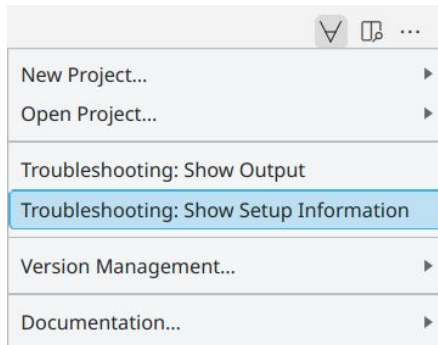 New Project...
Open Project...
Troubleshooting: Show Output
Troubleshooting: Show Setup Information
Version Management...
Documentation...